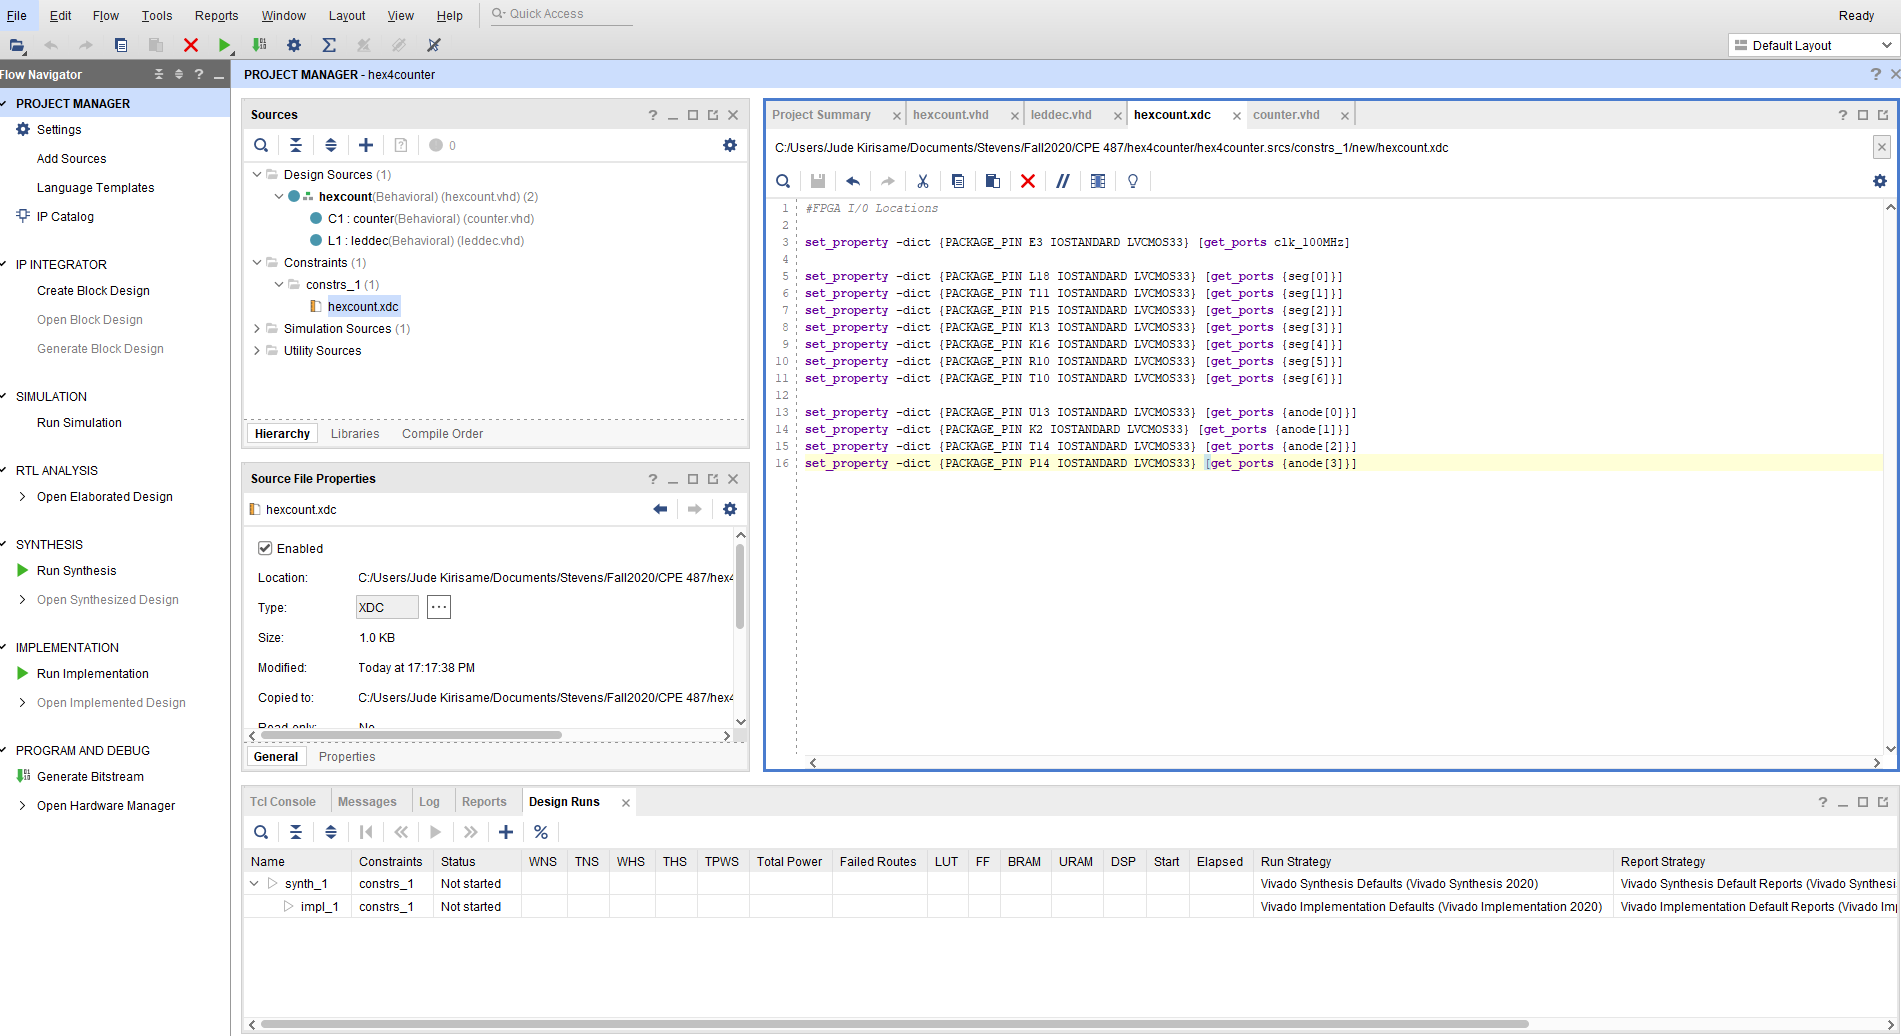 File Edit Flow Tools Reports Window Layout View Help Quick Access Ready
Default Layout
Flow Navigator
PROJECT MANAGER - hex4counter
PROJECT MANAGER
Settings
Add Sources
Language Templates
IP Catalog
IP INTEGRATOR
Create Block Design
Open Block Design
Generate Block Design
SIMULATION
Run Simulation
RTL ANALYSIS
Open Elaborated Design
SYNTHESIS
Run Synthesis
Open Synthesized Design
IMPLEMENTATION
Run Implementation
Open Implemented Design
PROGRAM AND DEBUG
Generate Bitstream
Open Hardware Manager
Sources
0
Design Sources (1)
hexcount(Behavioral) (hexcount.vhd) (2)
C1 : counter(Behavioral) (counter.vhd)
L1 : leddec(Behavioral) (leddec.vhd)
Constraints (1)
constrs_1 (1)
hexcount.xdc
Simulation Sources (1)
Utility Sources
Hierarchy Libraries Compile Order
Source File Properties
hexcount.xdc
Enabled
Location: C:/Users/Jude Kirisame/Documents/Stevens/Fall2020/CPE 487/hex4
Type: XDC ...
Size: 1.0 KB
Modified: Today at 17:17:38 PM
Copied to: C:/Users/Jude Kirisame/Documents/Stevens/Fall2020/CPE 487/hex4
Read-only: No
General Properties
Project Summary hexcount.vhd leddec.vhd hexcount.xdc counter.vhd
C:/Users/Jude Kirisame/Documents/Stevens/Fall2020/CPE 487/hex4counter/hex4counter.srcs/constrs_1/new/hexcount.xdc
1 #FPGA I/0 Locations
2
3 set_property -dict {PACKAGE_PIN E3 IOSTANDARD LVCMOS33} [get_ports clk_100MHz]
4
5 set_property -dict {PACKAGE_PIN L18 IOSTANDARD LVCMOS33} [get_ports {seg[0]}]
6 set_property -dict {PACKAGE_PIN T11 IOSTANDARD LVCMOS33} [get_ports {seg[1]}]
7 set_property -dict {PACKAGE_PIN P15 IOSTANDARD LVCMOS33} [get_ports {seg[2]}]
8 set_property -dict {PACKAGE_PIN K13 IOSTANDARD LVCMOS33} [get_ports {seg[3]}]
9 set_property -dict {PACKAGE_PIN K16 IOSTANDARD LVCMOS33} [get_ports {seg[4]}]
10 set_property -dict {PACKAGE_PIN R10 IOSTANDARD LVCMOS33} [get_ports {seg[5]}]
11 set_property -dict {PACKAGE_PIN T10 IOSTANDARD LVCMOS33} [get_ports {seg[6]}]
12
13 set_property -dict {PACKAGE_PIN U13 IOSTANDARD LVCMOS33} [get_ports {anode[0]}]
14 set_property -dict {PACKAGE_PIN K2 IOSTANDARD LVCMOS33} [get_ports {anode[1]}]
15 set_property -dict {PACKAGE_PIN T14 IOSTANDARD LVCMOS33} [get_ports {anode[2]}]
16 set_property -dict {PACKAGE_PIN P14 IOSTANDARD LVCMOS33} [get_ports {anode[3]}]
Tcl Console Messages Log Reports Design Runs
Name Constraints Status WNS TNS WHS THS TPWS Total Power Failed Routes LUT FF BRAM URAM DSP Start Elapsed Run Strategy Report Strategy
synth_1 constrs_1 Not started Vivado Synthesis Defaults (Vivado Synthesis 2020) Vivado Synthesis Default Reports (Vivado Synthesi
impl_1 constrs_1 Not started Vivado Implementation Defaults (Vivado Implementation 2020) Vivado Implementation Default Reports (Vivado Im